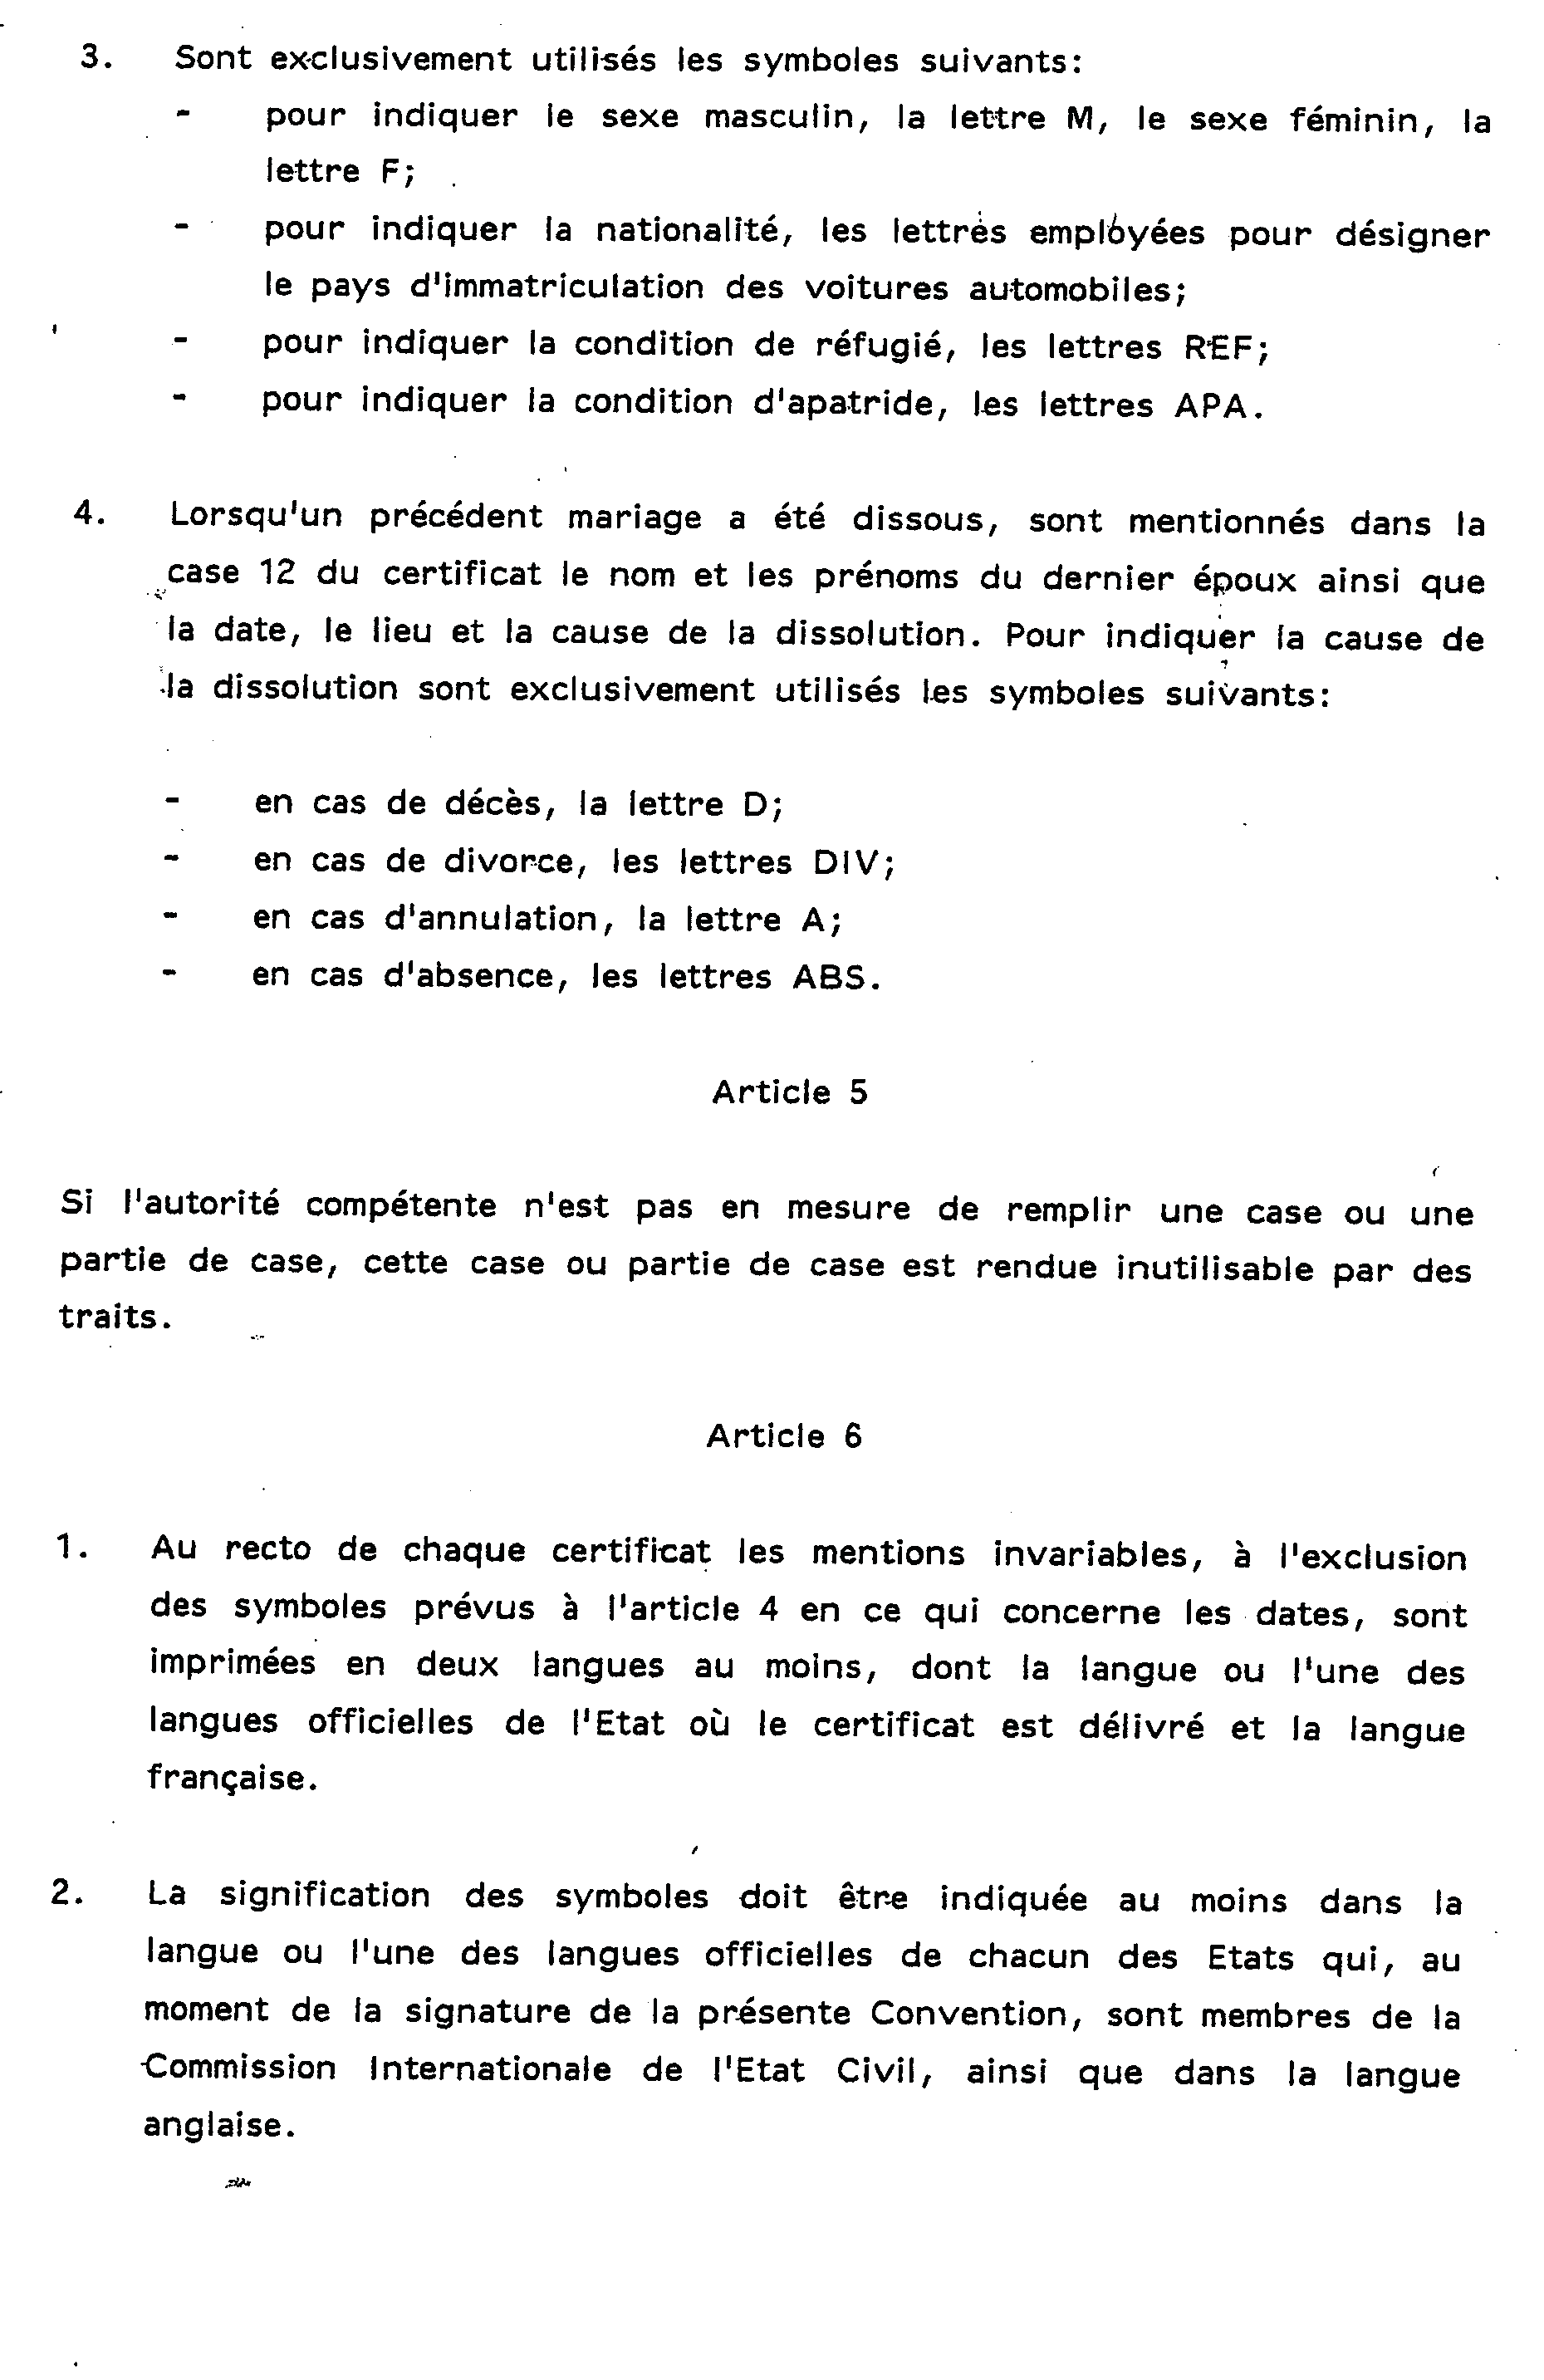 3. Sont exclusivement utilisés les symboles suivants:
- pour indiquer le sexe masculin, la lettre M, le sexe féminin, la
lettre F;
- pour indiquer la nationalité, les lettres employées pour désigner
le pays d'immatriculation des voitures automobiles;
- pour indiquer la condition de réfugié, les lettres REF;
- pour indiquer la condition d'apatride, les lettres APA.
4. Lorsqu'un précédent mariage a été dissous, sont mentionnés dans la
case 12 du certificat le nom et les prénoms du dernier époux ainsi que
la date, le lieu et la cause de la dissolution. Pour indiquer la cause de
la dissolution sont exclusivement utilisés les symboles suivants:
- en cas de décès, la lettre D;
- en cas de divorce, les lettres DIV;
- en cas d'annulation, la lettre A;
- en cas d'absence, les lettres ABS.
Article 5
Si l'autorité compétente n'est pas en mesure de remplir une case ou une
partie de case, cette case ou partie de case est rendue inutilisable par des
traits.
Article 6
1. Au recto de chaque certificat les mentions invariables, à l'exclusion
des symboles prévus à l'article 4 en ce qui concerne les dates, sont
imprimées en deux langues au moins, dont la langue ou l'une des
langues officielles de l'Etat où le certificat est délivré et la langue
française.
2. La signification des symboles doit être indiquée au moins dans la
langue ou l'une des langues officielles de chacun des Etats qui, au
moment de la signature de la présente Convention, sont membres de la
Commission Internationale de l'Etat Civil, ainsi que dans la langue
anglaise.